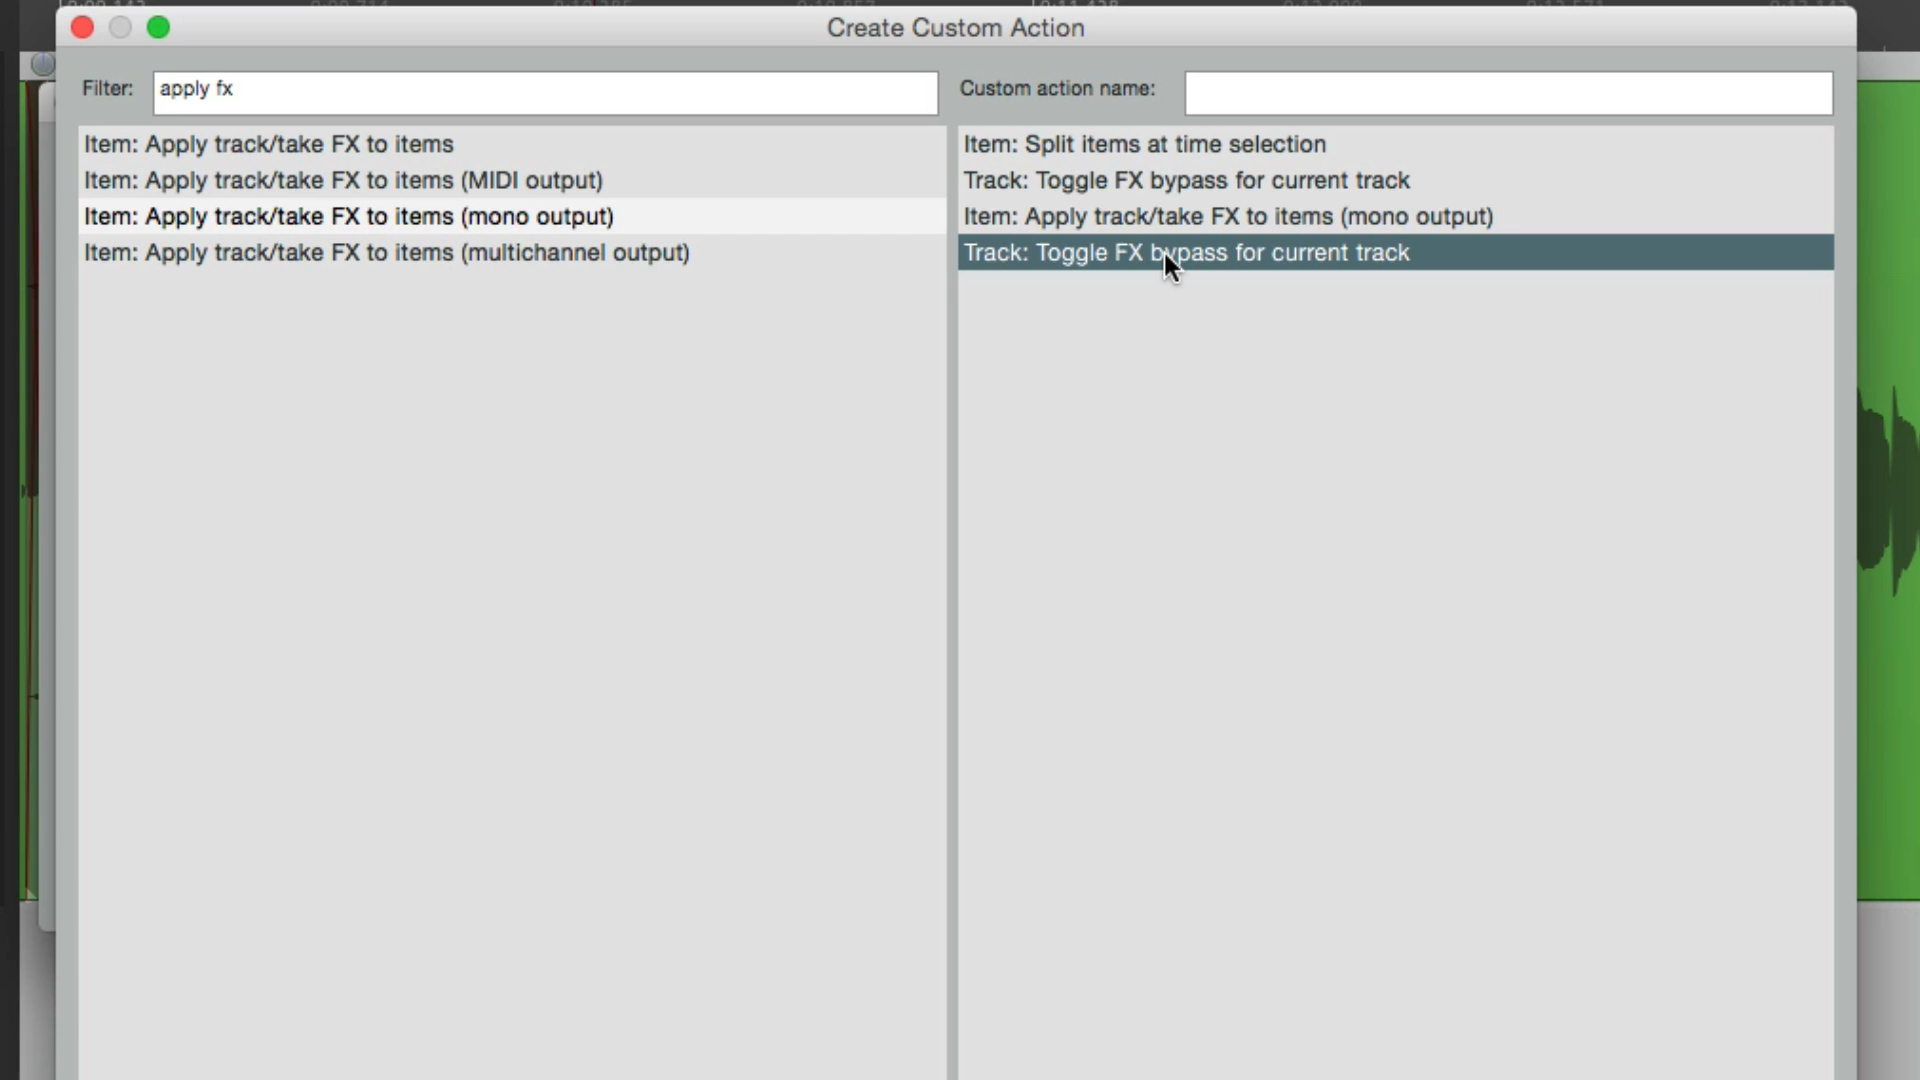 Create Custom Action
Filter: apply fx
Custom action name:
Item: Apply track/take FX to items
Item: Apply track/take FX to items (MIDI output)
Item: Apply track/take FX to items (mono output)
Item: Apply track/take FX to items (multichannel output)
Item: Split items at time selection
Track: Toggle FX bypass for current track
Item: Apply track/take FX to items (mono output)
Track: Toggle FX bypass for current track